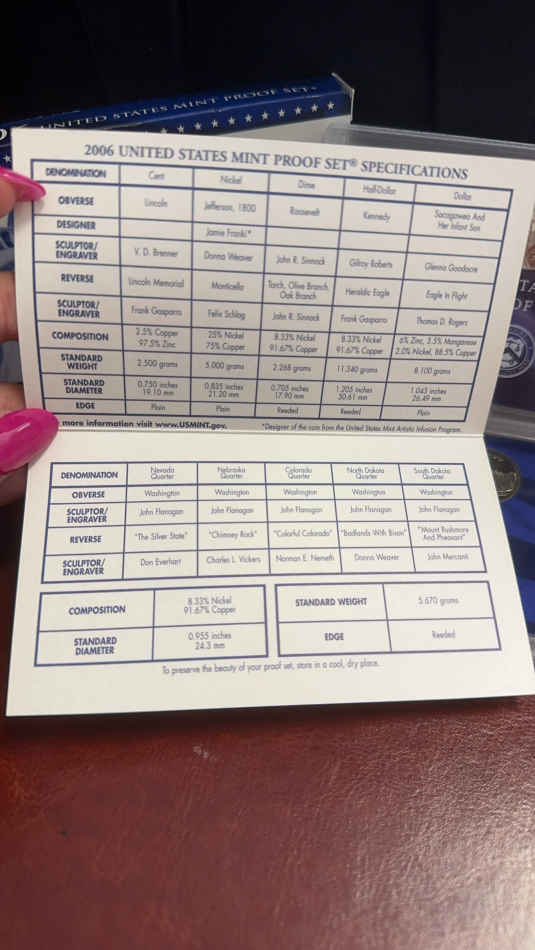 UNITED STATES MINT PROOF SET®
2006 UNITED STATES MINT PROOF SET® SPECIFICATIONS
DENOMINATION Cent Nickel Dime Half-Dollar Dollar
OBVERSE Lincoln Jefferson, 1800 Roosevelt Kennedy Sacagawea And
Her Infant Son
DESIGNER Jamie Franki*
SCULPTOR/
ENGRAVER V. D. Brenner Donna Weaver John R. Sinnock Gilroy Roberts Glenna Goodacre
REVERSE Lincoln Memorial Monticello Torch, Olive Branch,
Oak Branch Heraldic Eagle Eagle In Flight
SCULPTOR/
ENGRAVER Frank Gasparro Felix Schlag John R. Sinnock Frank Gasparro Thomas D. Rogers
COMPOSITION 2.5% Copper 25% Nickel 8.33% Nickel 8.33% Nickel 6% Zinc, 3.5% Manganese
97.5% Zinc 75% Copper 91.67% Copper 91.67% Copper 2.0% Nickel, 88.5% Copper
STANDARD
WEIGHT 2.500 grams 5.000 grams 2.268 grams 11.340 grams 8.100 grams
STANDARD 0.750 inches 0.835 inches 0.705 inches 1.205 inches 1.043 inches
DIAMETER 19.10 mm 21.20 mm 17.90 mm 30.61 mm 26.49 mm
EDGE Plain Plain Reeded Reeded Plain
more information visit www.USMINT.gov. *Designer of the coin from the United States Mint Artistic Infusion Program.
DENOMINATION Nevada Quarter Nebraska Quarter Colorado Quarter North Dakota Quarter South Dakota Quarter
OBVERSE Washington Washington Washington Washington Washington
SCULPTOR/
ENGRAVER John Flanagan John Flanagan John Flanagan John Flanagan John Flanagan
REVERSE "The Silver State" "Chimney Rock" "Colorful Colorado" "Badlands With Bison" "Mount Rushmore
And Pheasant"
SCULPTOR/
ENGRAVER Don Everhart Charles L. Vickers Norman E. Nemeth Donna Weaver John Mercanti
COMPOSITION 8.33% Nickel
91.67% Copper
STANDARD WEIGHT 5.670 grams
STANDARD
DIAMETER 0.955 inches
24.3 mm
EDGE Reeded
To preserve the beauty of your proof set, store in a cool, dry place.